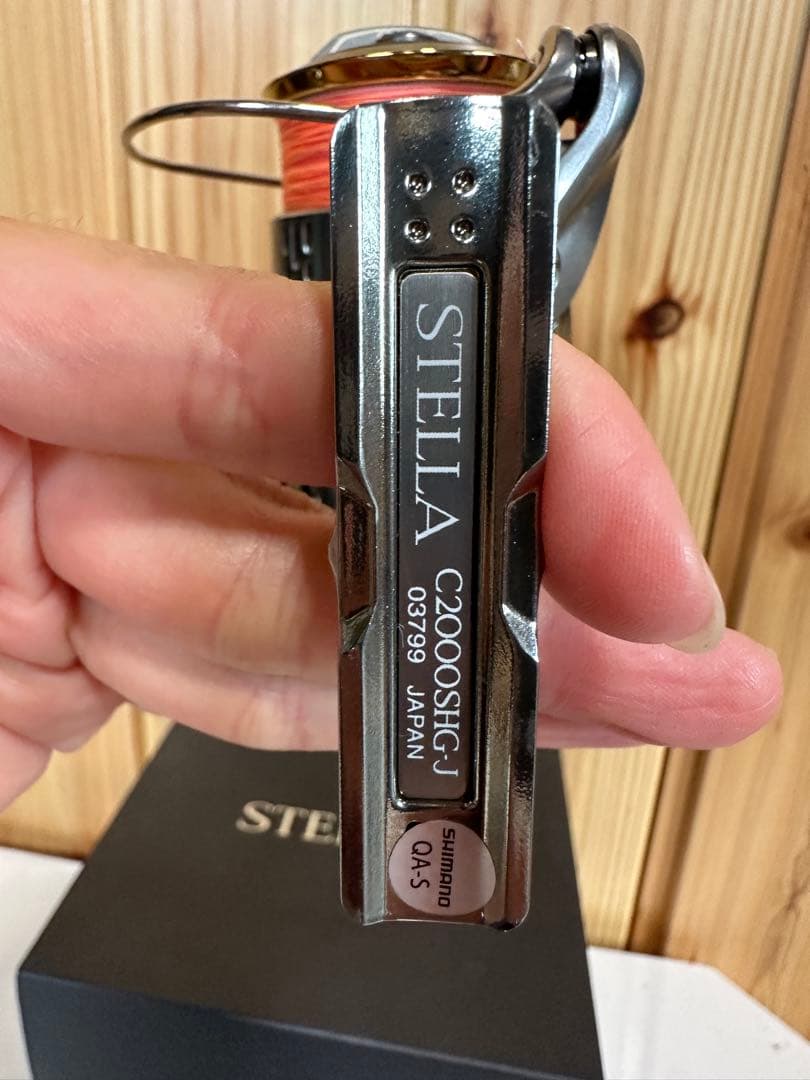 STELLA
C2000SHG-J
03799 JAPAN
SHIMANO
QA-S